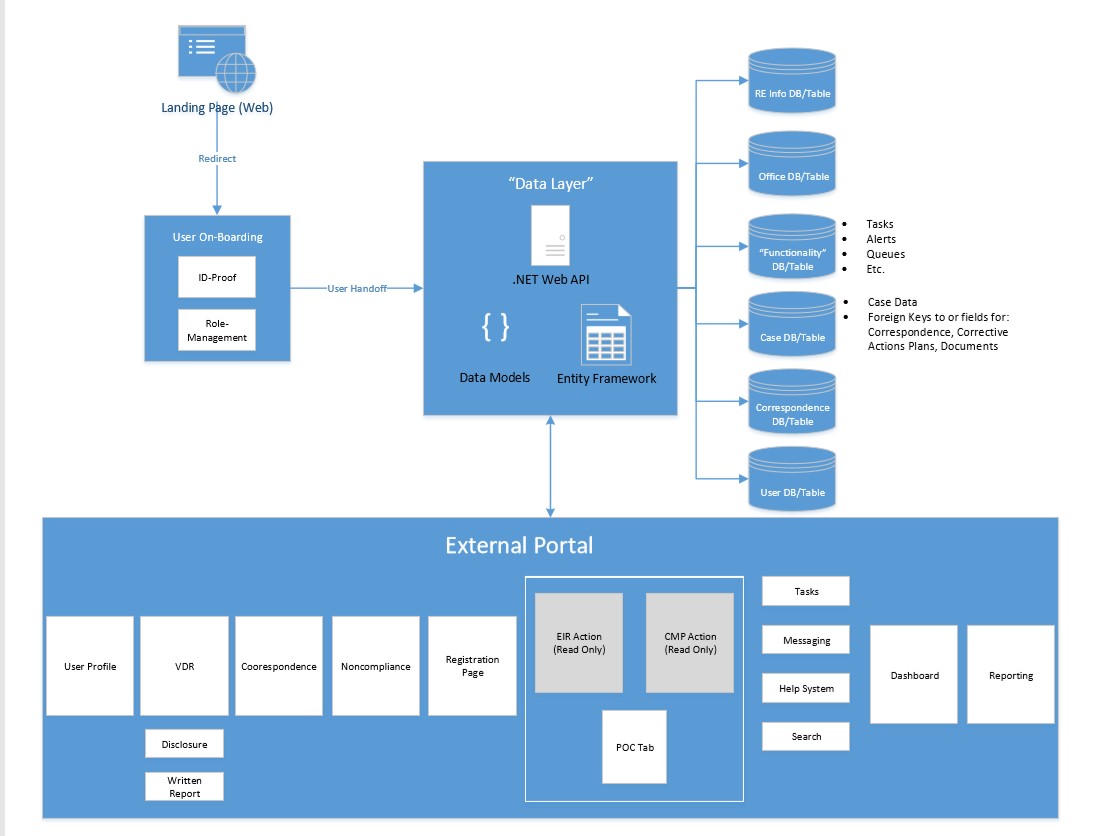 Landing Page (Web)
Redirect
User On-Boarding
ID-Proof
Role-
Management
User Handoff
“Data Layer”
.NET Web API
{ }
Data Models
Entity Framework
RE Info DB/Table
Office DB/Table
“Functionality”
DB/Table
• Tasks
• Alerts
• Queues
• Etc.
Case DB/Table
• Case Data
• Foreign Keys to or fields for:
Correspondence, Corrective
Actions Plans, Documents
Correspondence
DB/Table
User DB/Table
External Portal
User Profile
VDR
Coorespondence
Noncompliance
Registration
Page
Disclosure
Written
Report
EIR Action
(Read Only)
CMP Action
(Read Only)
POC Tab
Tasks
Messaging
Help System
Search
Dashboard
Reporting